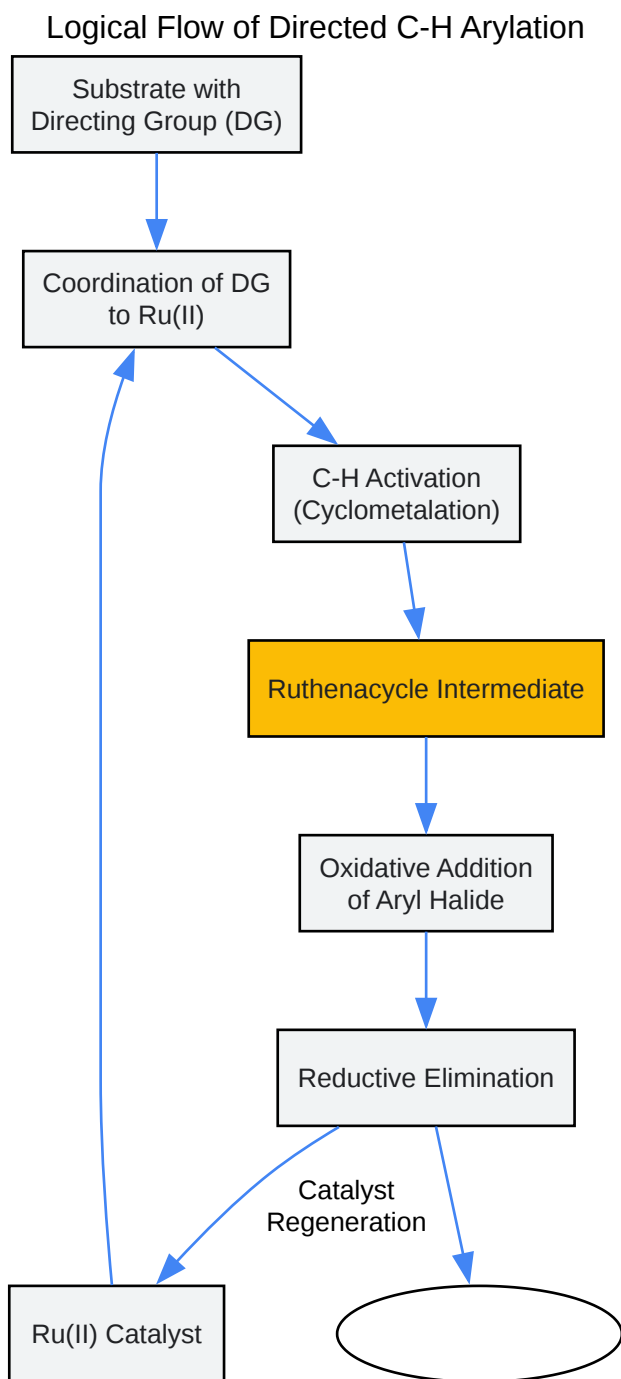 Logical Flow of Directed C-H Arylation
Substrate with
Directing Group (DG)
Coordination of DG
to Ru(II)
C-H Activation
(Cyclometalation)
Ruthenacycle Intermediate
Oxidative Addition
of Aryl Halide
Reductive Elimination
Catalyst
Regeneration
Ru(II) Catalyst